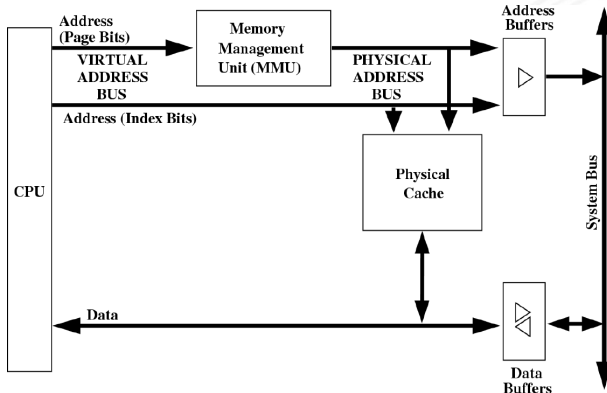 Address
(Page Bits)
VIRTUAL
ADDRESS
BUS
Address (Index Bits)
Memory
Management
Unit (MMU)
PHYSICAL
ADDRESS
BUS
Address
Buffers
CPU
Physical
Cache
System Bus
Data
Data
Buffers